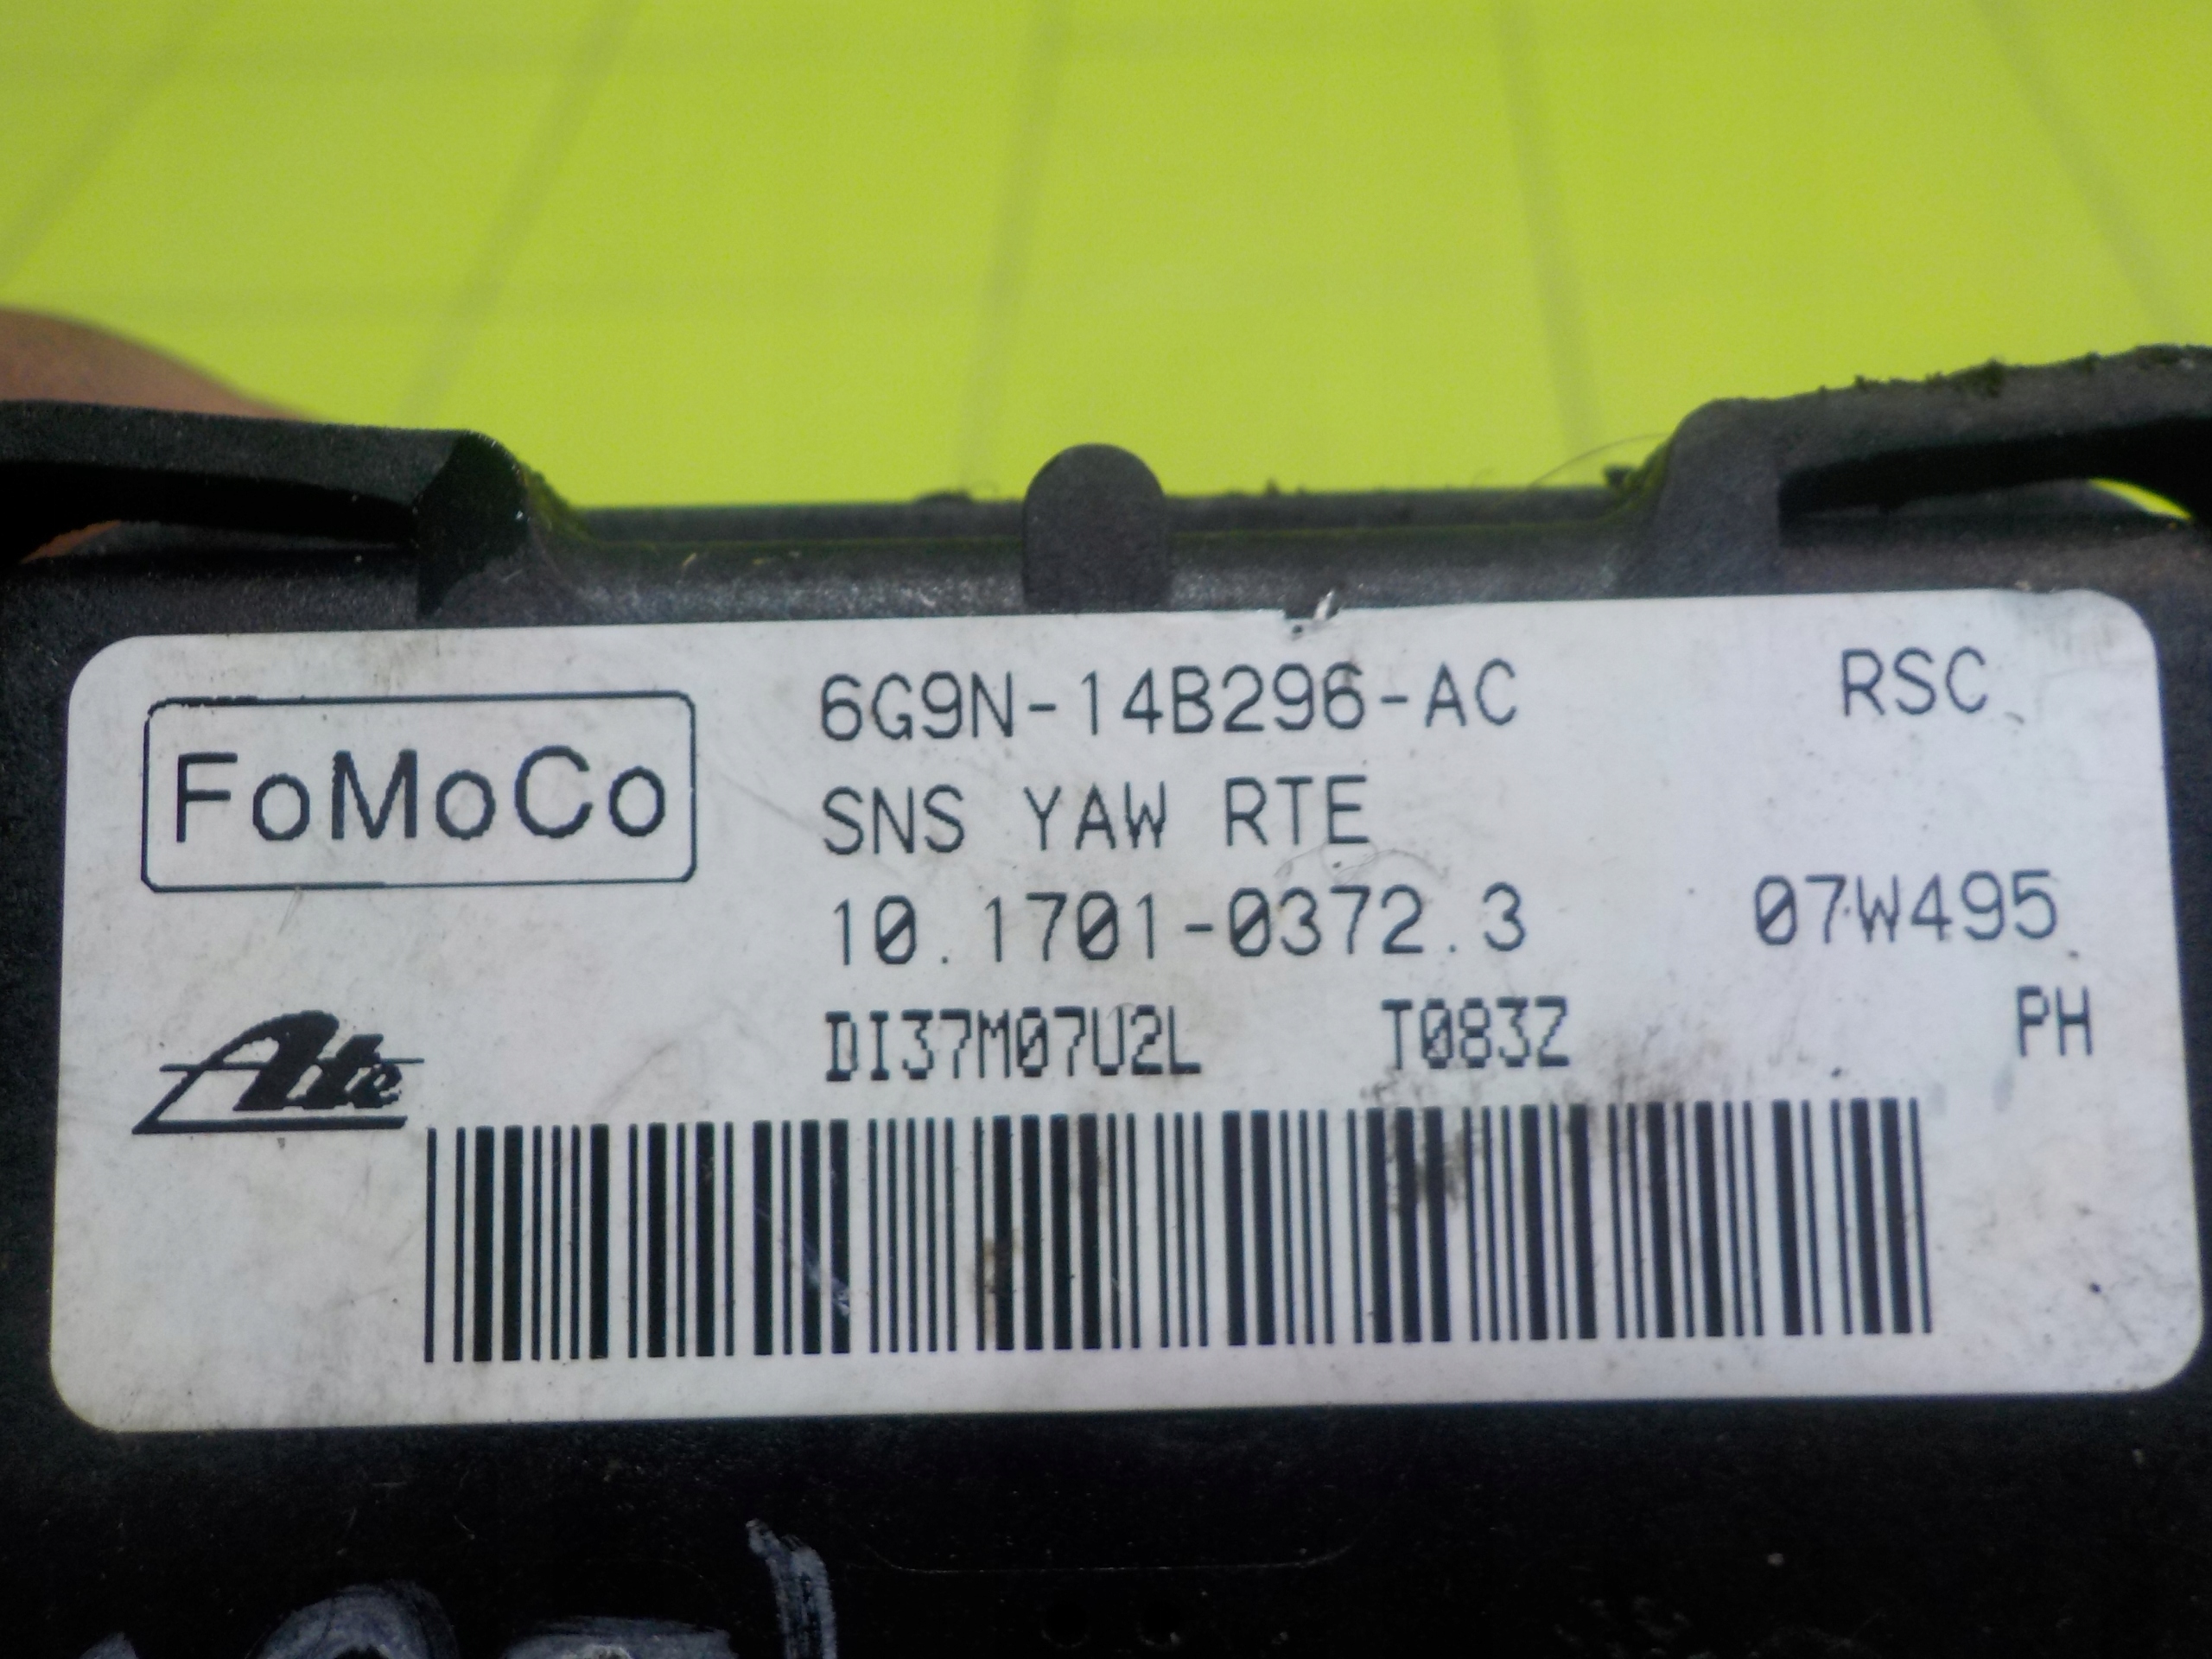 6G9N-14B296-AC RSC
FoMoCo
SNS YAW RTE
10.1701-0372.3 07W495
Ate
DI37M07U2L T083Z PH